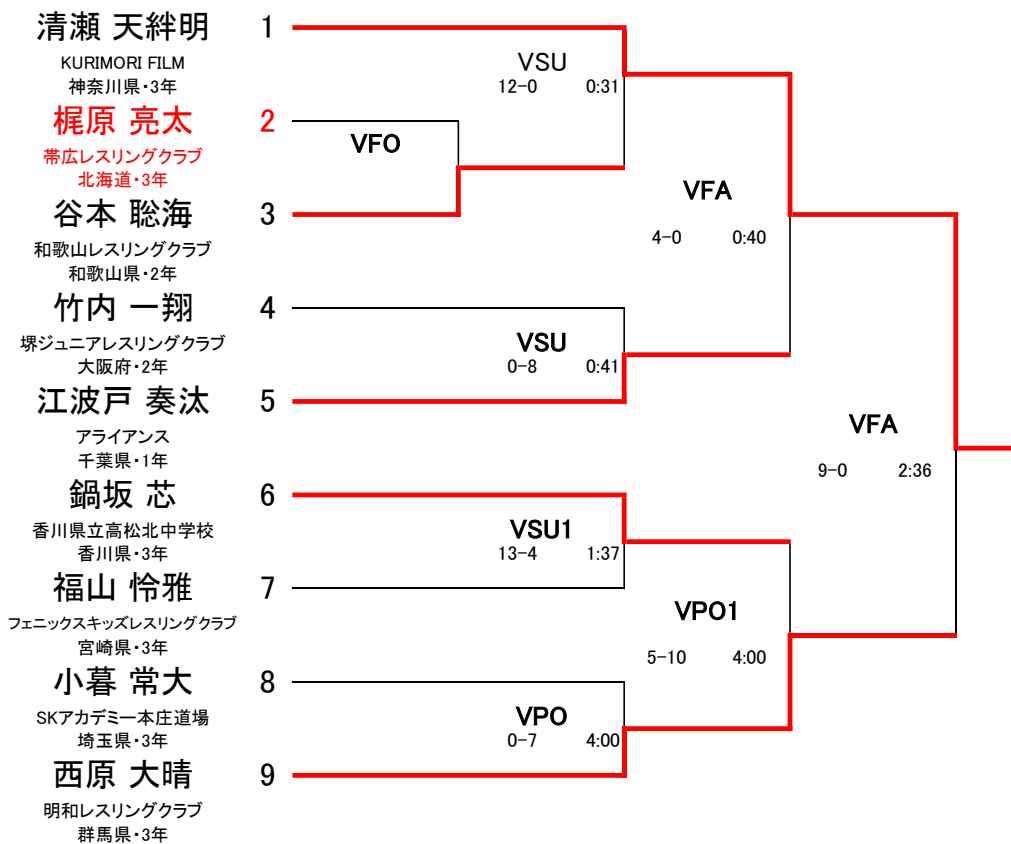 清瀬 天絆明 1
KURIMORI FILM
神奈川県・3年
VSU
12-0 0:31
梶原 亮太 2
帯広レスリングクラブ
北海道・3年
VFO
谷本 聡海 3
和歌山レスリングクラブ
和歌山県・2年
VFA
4-0 0:40
竹内 一翔 4
堺ジュニアレスリングクラブ
大阪府・2年
VSU
0-8 0:41
江波戸 奏汰 5
アライアンス
千葉県・1年
VFA
9-0 2:36
鍋坂 芯 6
香川県立高松北中学校
香川県・3年
VSU1
13-4 1:37
福山 怜雅 7
フェニックスキッズレスリングクラブ
宮崎県・3年
VPO1
5-10 4:00
小暮 常大 8
SKアカデミー本庄道場
埼玉県・3年
VPO
0-7 4:00
西原 大晴 9
明和レスリングクラブ
群馬県・3年